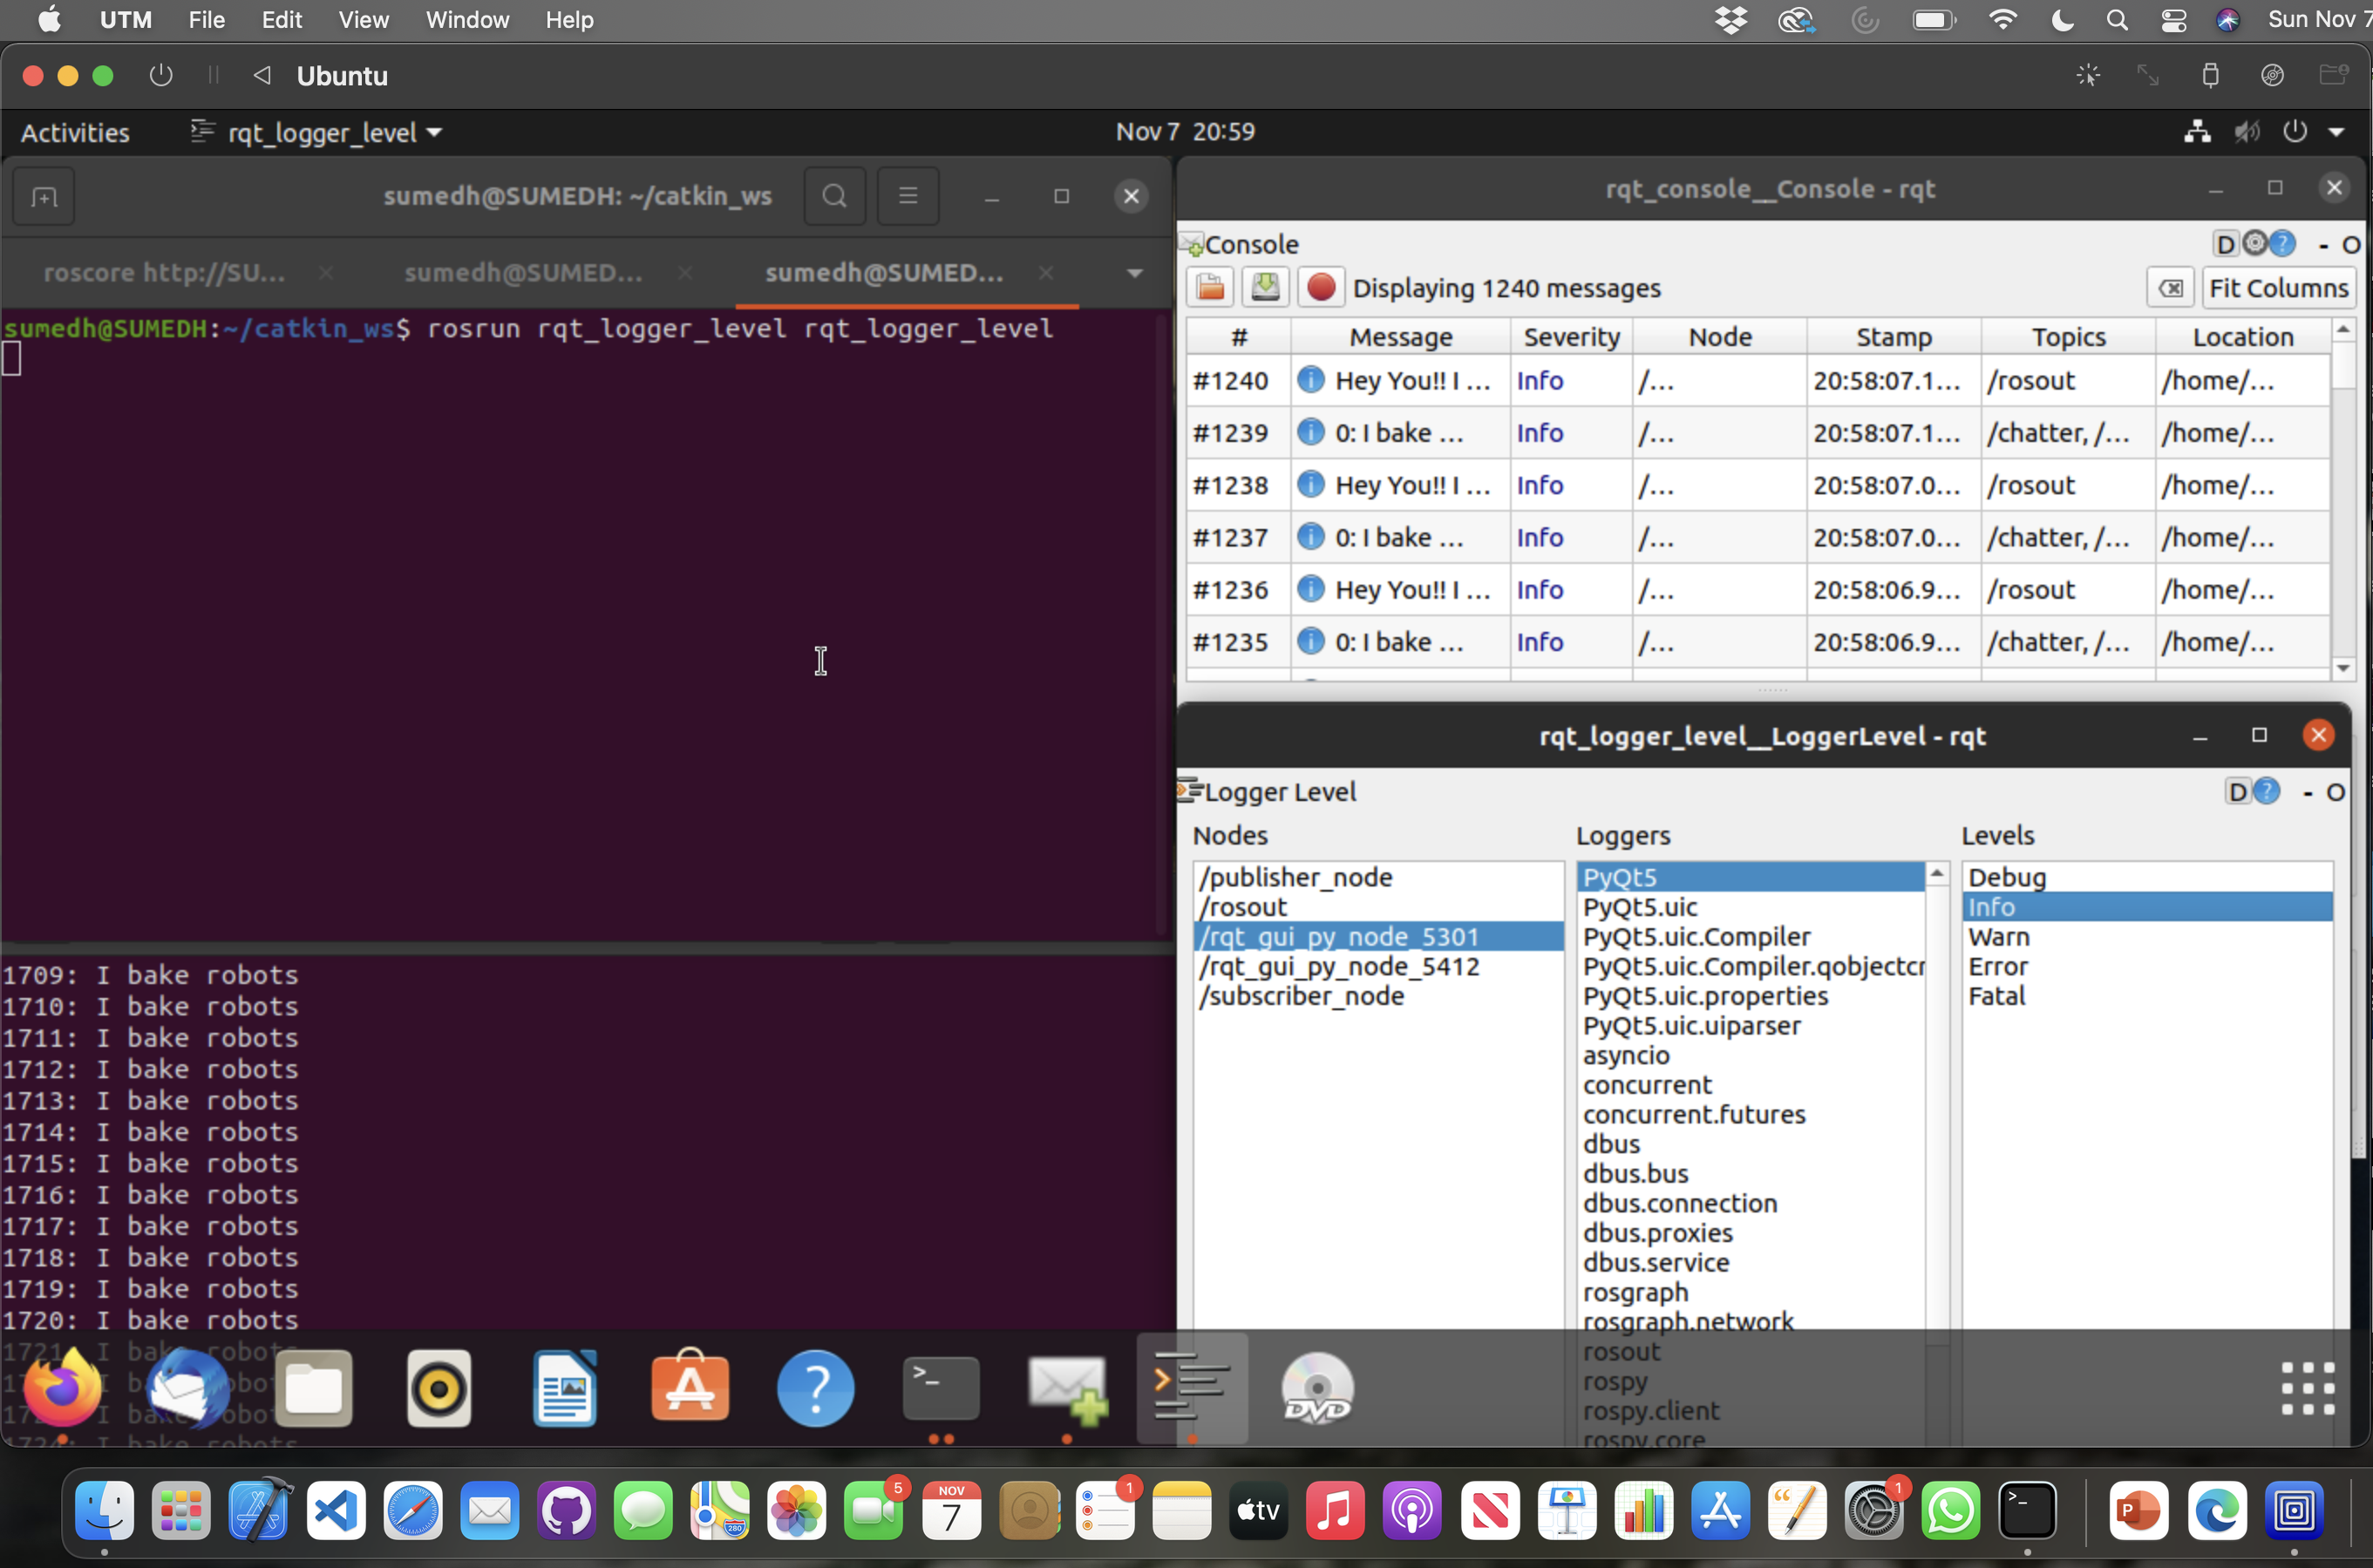 UTM File Edit View Window Help Sun Nov 7
Ubuntu
Activities rqt_logger_level Nov 7 20:59
sumedh@SUMEDH: ~/catkin_ws
roscore http://SU... sumedh@SUMED... sumedh@SUMED...
sumedh@SUMEDH:~/catkin_ws$ rosrun rqt_logger_level rqt_logger_level
1709: I bake robots
1710: I bake robots
1711: I bake robots
1712: I bake robots
1713: I bake robots
1714: I bake robots
1715: I bake robots
1716: I bake robots
1717: I bake robots
1718: I bake robots
1719: I bake robots
1720: I bake robots
rqt_console__Console - rqt
Console D ? - O
Displaying 1240 messages Fit Columns
# Message Severity Node Stamp Topics Location
#1240 Hey You!! I ... Info /... 20:58:07.1... /rosout /home/...
#1239 0: I bake ... Info /... 20:58:07.1... /chatter, /... /home/...
#1238 Hey You!! I ... Info /... 20:58:07.0... /rosout /home/...
#1237 0: I bake ... Info /... 20:58:07.0... /chatter, /... /home/...
#1236 Hey You!! I ... Info /... 20:58:06.9... /rosout /home/...
#1235 0: I bake ... Info /... 20:58:06.9... /chatter, /... /home/...
rqt_logger_level__LoggerLevel - rqt
Logger Level D ? - O
Nodes
/publisher_node
/rosout
/rqt_gui_py_node_5301
/rqt_gui_py_node_5412
/subscriber_node
Loggers
PyQt5
PyQt5.uic
PyQt5.uic.Compiler
PyQt5.uic.Compiler.qobjectcr
PyQt5.uic.properties
PyQt5.uic.uiparser
asyncio
concurrent
concurrent.futures
dbus
dbus.bus
dbus.connection
dbus.proxies
dbus.service
rosgraph
rosgraph.network
rosout
rospy
rospy.client
rospy.core
Levels
Debug
Info
Warn
Error
Fatal
DVD
5
NOV
7
1
tv
1
280
P